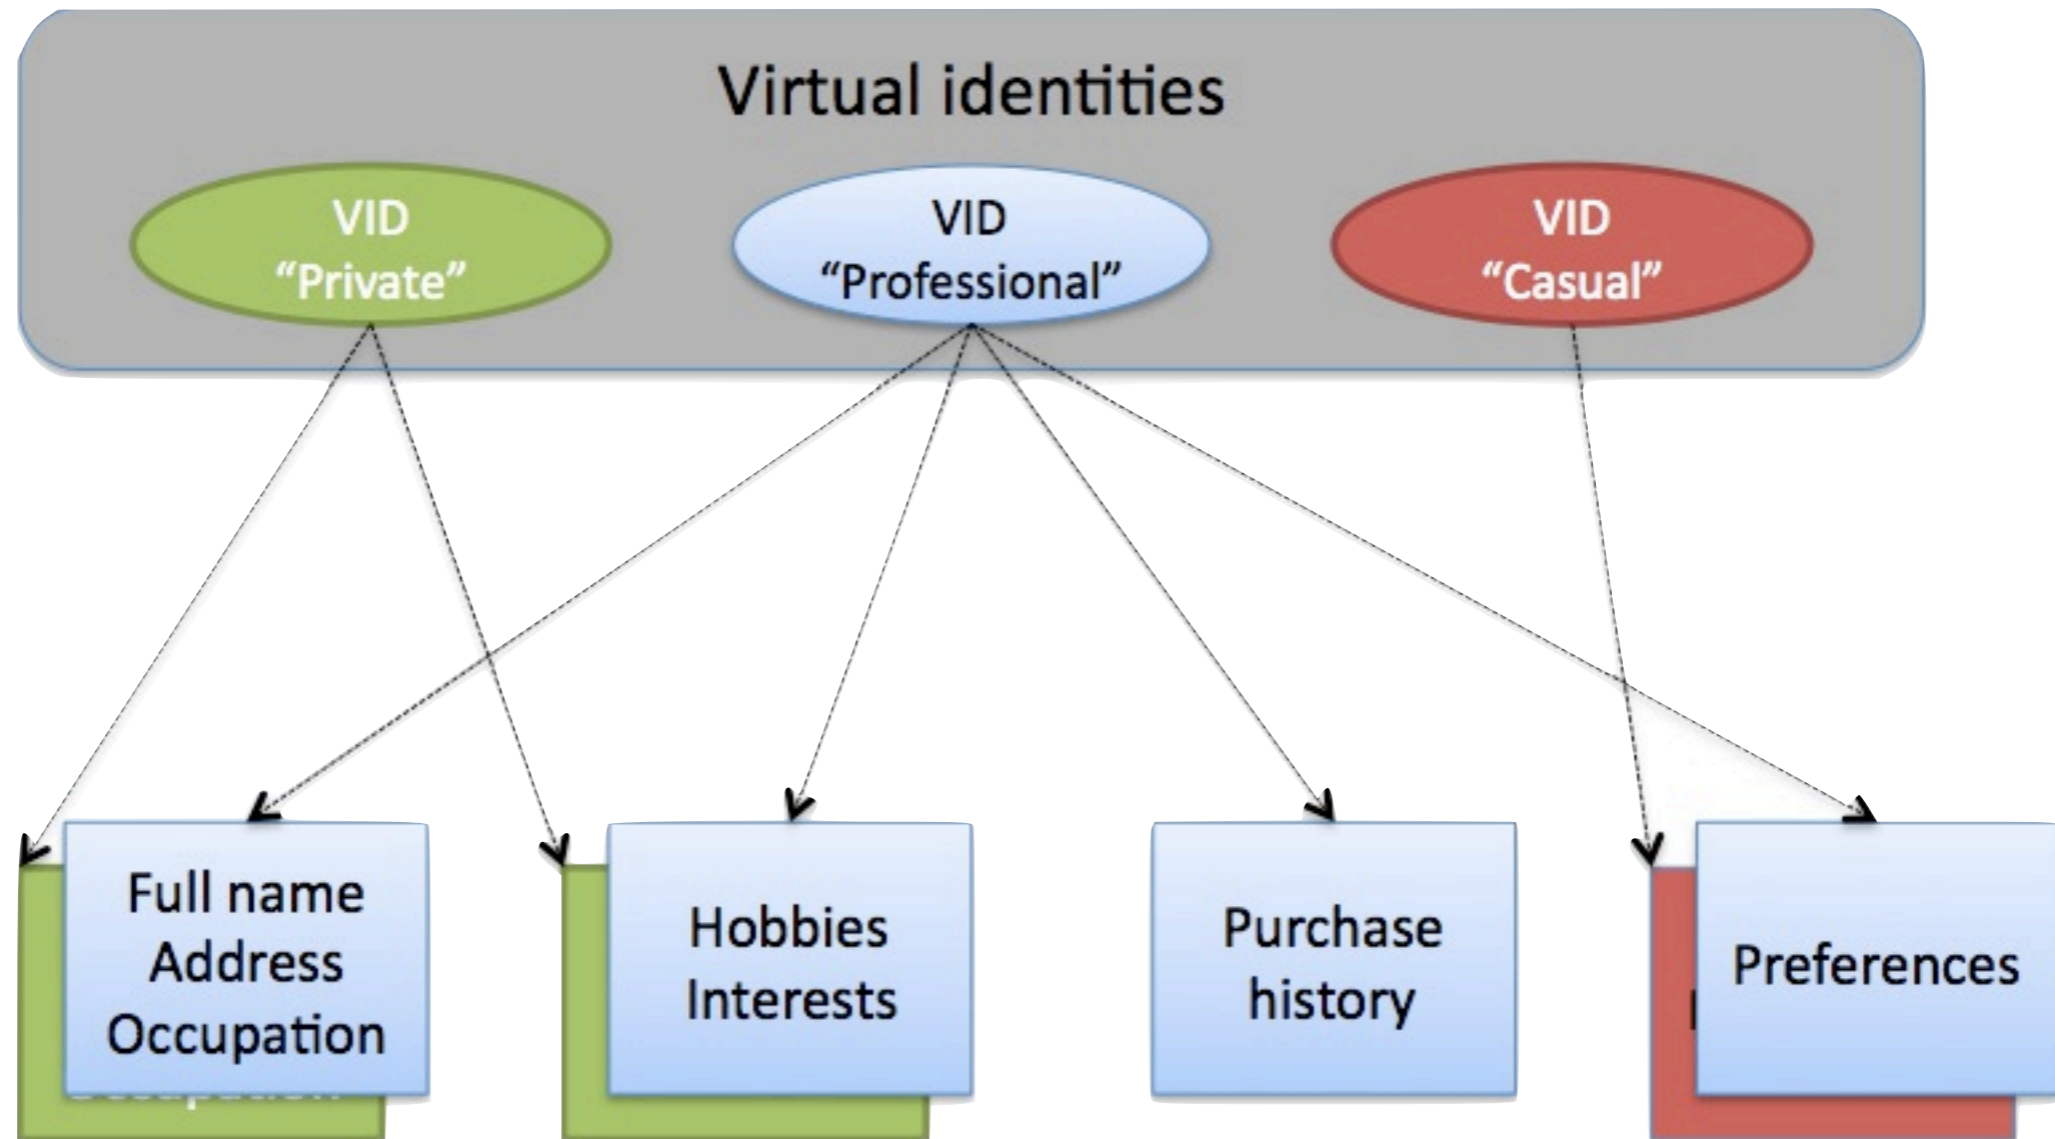 Virtual identities
VID
“Private”
VID
“Professional”
VID
“Casual”
Full name
Address
Occupation
Hobbies
Interests
Purchase
history
Preferences